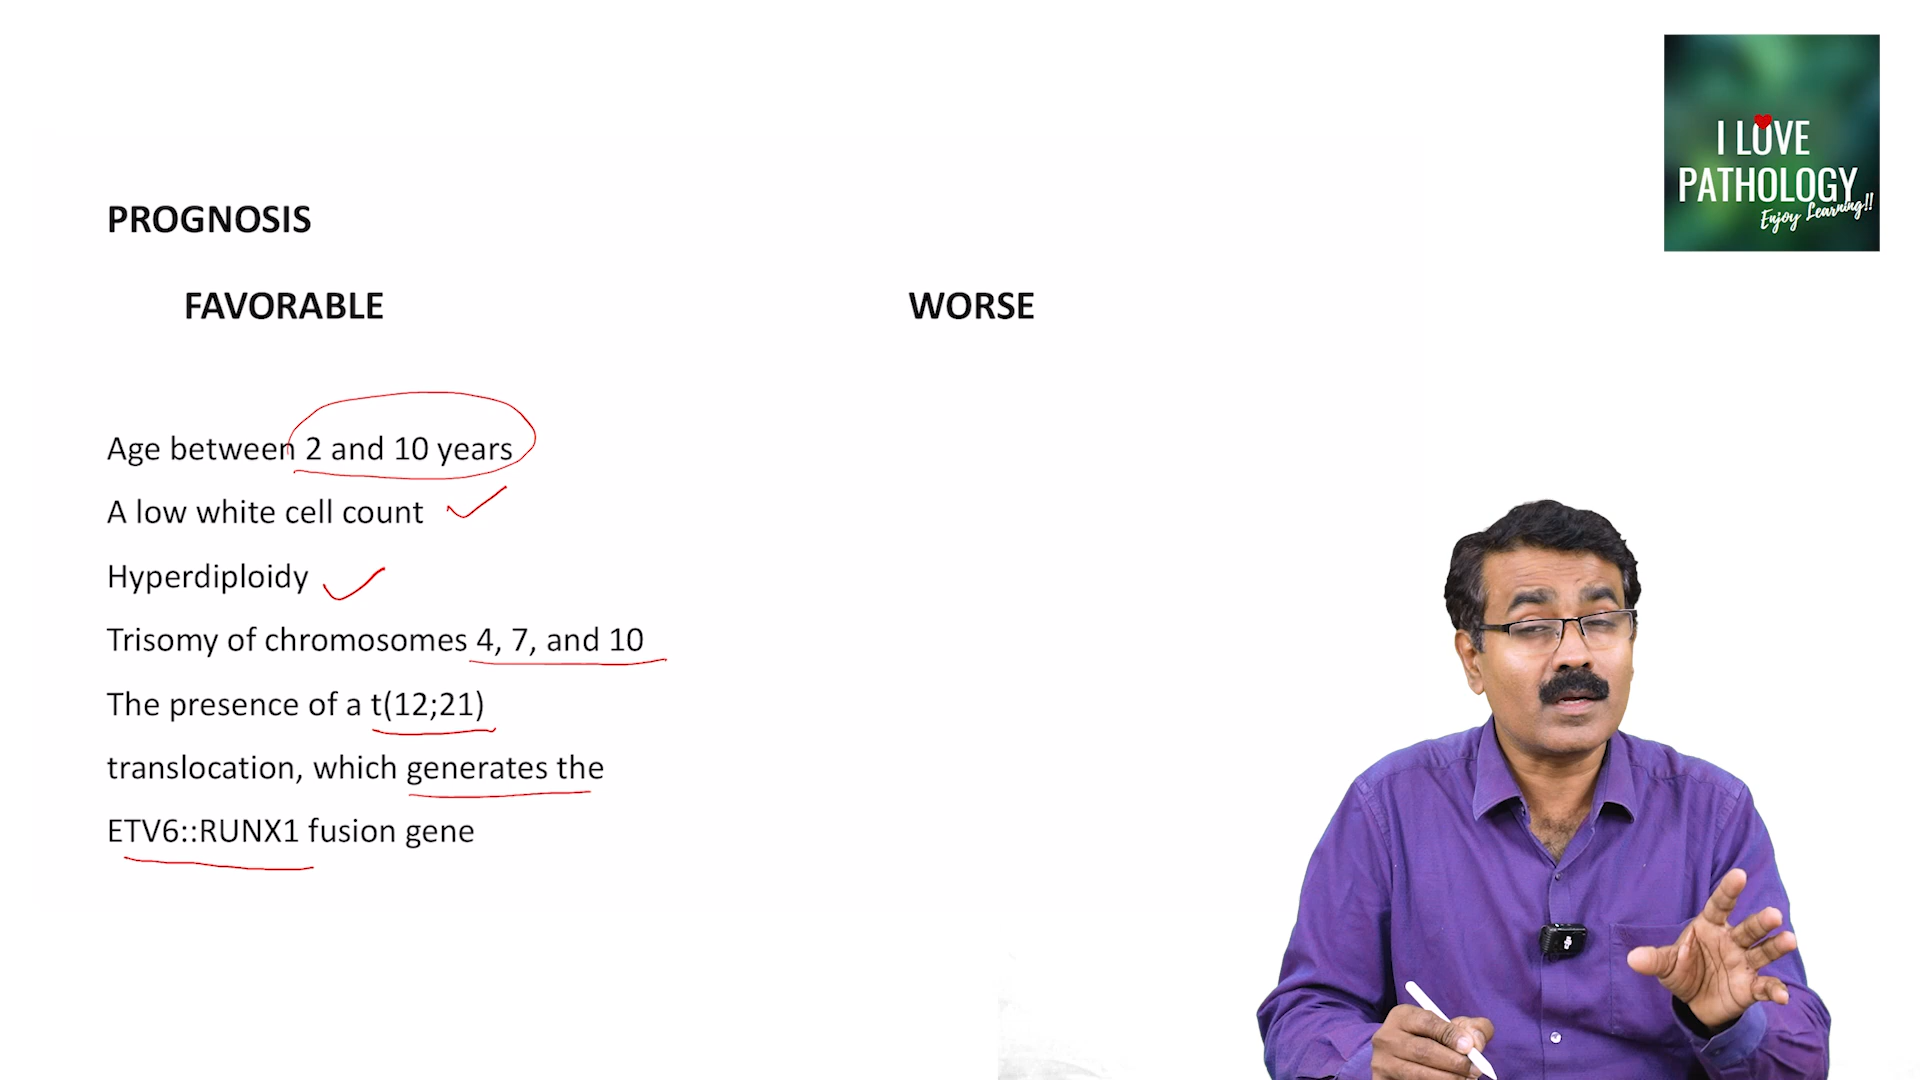 I LOVE
PATHOLOGY
Enjoy Learning!!
PROGNOSIS
FAVORABLE
WORSE
Age between 2 and 10 years
A low white cell count
Hyperdiploidy
Trisomy of chromosomes 4, 7, and 10
The presence of a t(12;21)
translocation, which generates the
ETV6::RUNX1 fusion gene